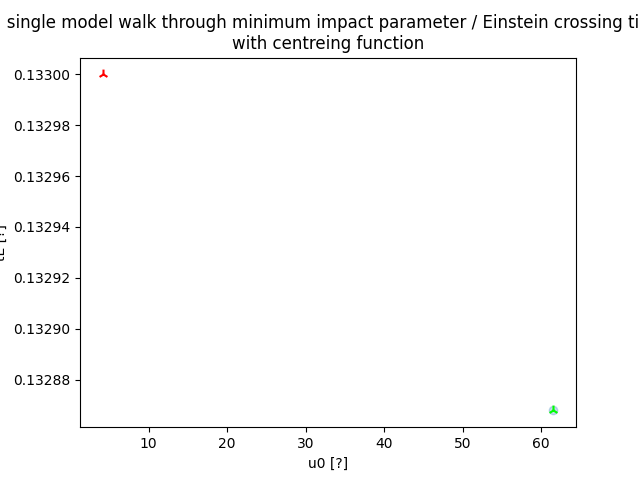 single model walk through minimum impact parameter / Einstein crossing ti
with centreing function
0.13300
0.13298
0.13296
0.13294
0.13292
0.13290
0.13288
10 20 30 40 50 60
u0 [?]